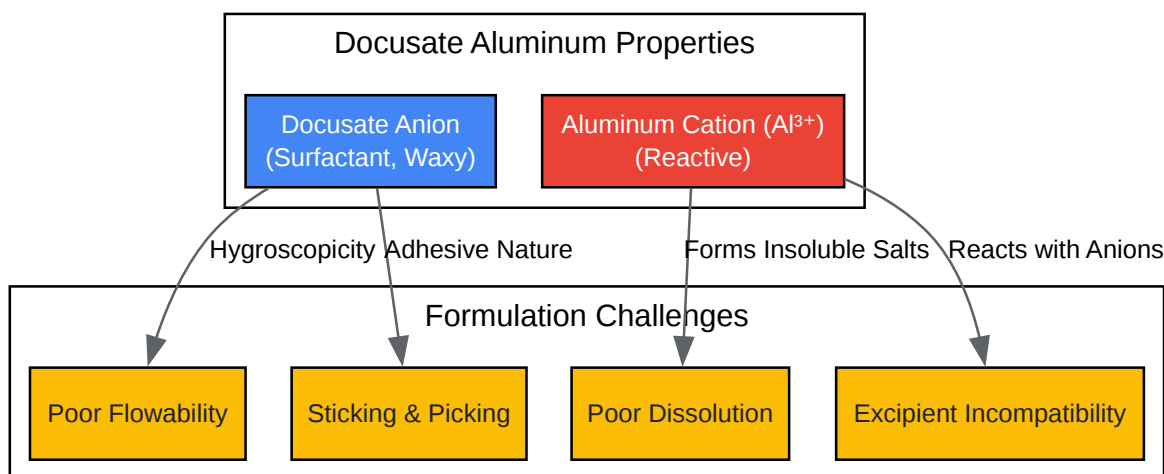 Docusate Aluminum Properties
Docusate Anion
(Surfactant, Waxy)
Aluminum Cation (Al³⁺)
(Reactive)
Hygroscopicity
Adhesive Nature
Forms Insoluble Salts
Reacts with Anions
Formulation Challenges
Poor Flowability
Sticking & Picking
Poor Dissolution
Excipient Incompatibility